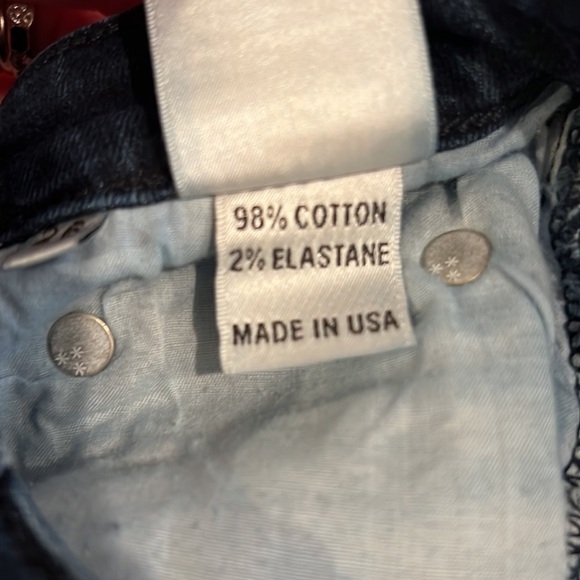 98% COTTON
2% ELASTANE
MADE IN USA